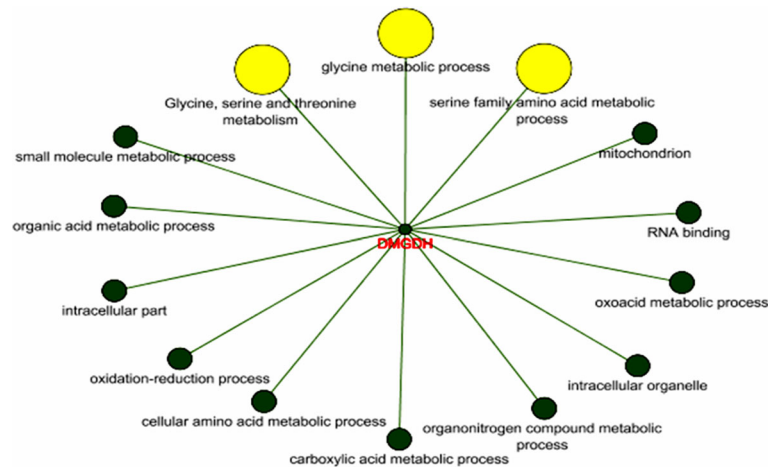 glycine metabolic process
Glycine, serine and threonine
metabolism
serine family amino acid metabolic
process
small molecule metabolic process
mitochondrion
organic acid metabolic process
RNA binding
DMGDH
oxoacid metabolic process
intracellular part
oxidation-reduction process
intracellular organelle
cellular amino acid metabolic process
organonitrogen compound metabolic
process
carboxylic acid metabolic process